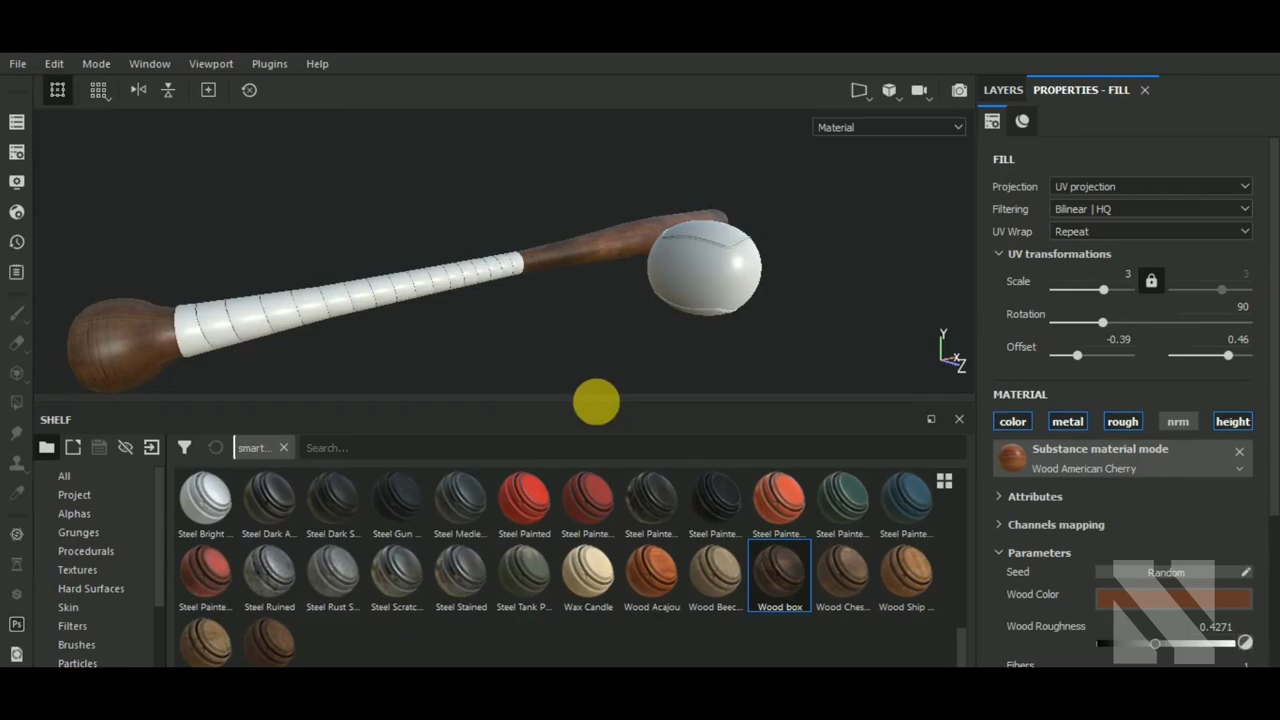 File Edit Mode Window Viewport Plugins Help
LAYERS PROPERTIES - FILL
Material
FILL
Projection UV projection
Filtering Bilinear | HQ
UV Wrap Repeat
UV transformations
Scale 3 3
Rotation 90
Offset -0.39 0.46
MATERIAL
color metal rough nrm height
Substance material mode
Wood American Cherry
Attributes
Channels mapping
Parameters
Seed Random
Wood Color
Wood Roughness 0.4271
Fibers 1
Y
X
Z
SHELF
smart... Search...
All
Project
Alphas
Grunges
Procedurals
Textures
Hard Surfaces
Skin
Filters
Brushes
Particles
Steel Bright ... Steel Dark A... Steel Dark S... Steel Gun ... Steel Medie... Steel Painted Steel Painte... Steel Painte... Steel Painte... Steel Painte... Steel Painte... Steel Painte...
Steel Painte... Steel Ruined Steel Rust S... Steel Scratc... Steel Stained Steel Tank P... Wax Candle Wood Acajou Wood Beec... Wood box Wood Ches... Wood Ship ...
Ps
N